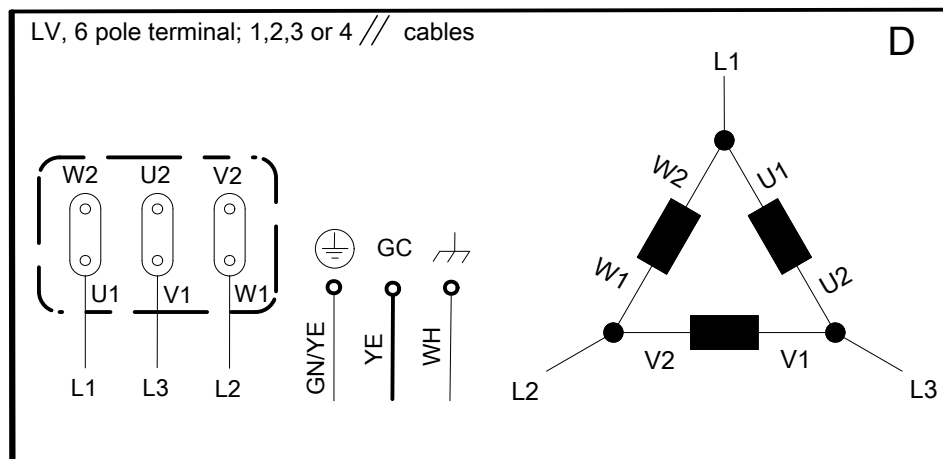 LV, 6 pole terminal; 1,2,3 or 4 // cables
D
W2 U2 V2
U1 V1 W1
L1 L3 L2
GC
GN/YE
YE
WH
L1
W2 U1
W1 U2
V2 V1
L2 L3